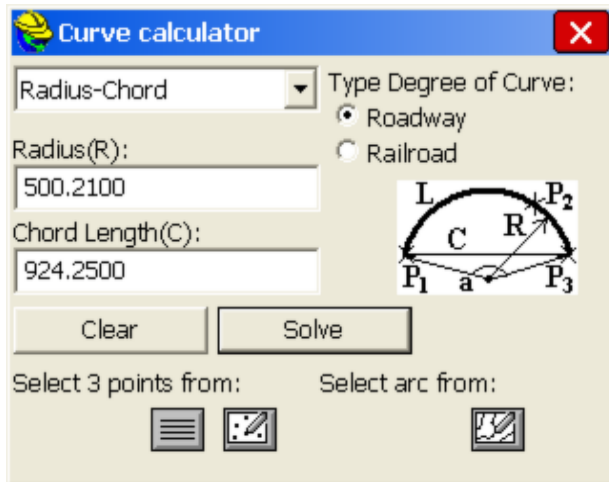 Curve calculator
Radius-Chord
Type Degree of Curve:
Roadway
Railroad
Radius(R):
500.2100
Chord Length(C):
924.2500
L P2
R
C
P1 a P3
Clear Solve
Select 3 points from: Select arc from: